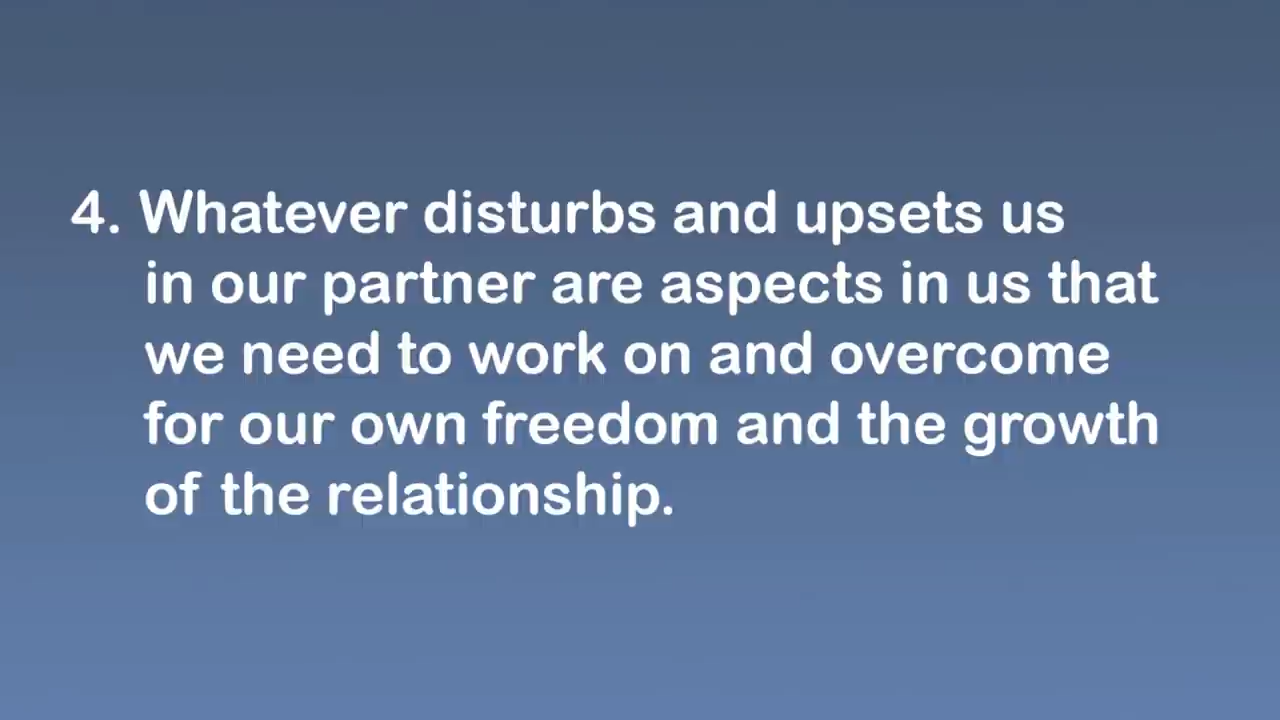 4. Whatever disturbs and upsets us
in our partner are aspects in us that
we need to work on and overcome
for our own freedom and the growth
of the relationship.